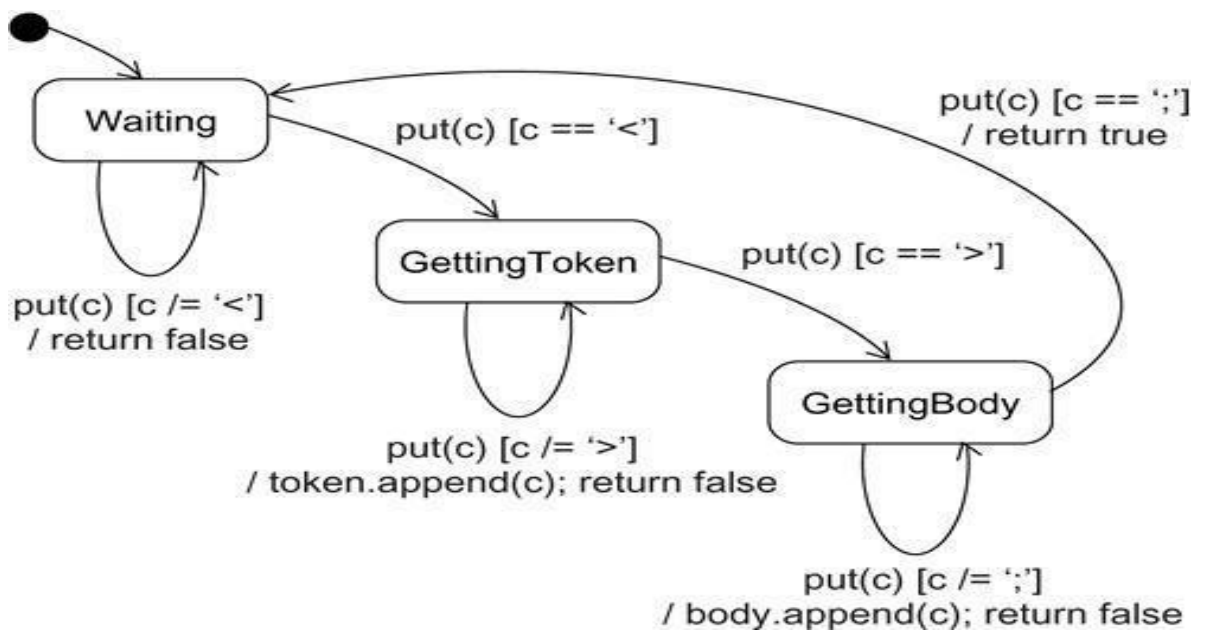 Waiting
put(c) [c == ‘<’]
put(c) [c == ‘;’]
/ return true
put(c) [c /= ‘<’]
/ return false
GettingToken
put(c) [c == ‘>’]
put(c) [c /= ‘>’]
/ token.append(c); return false
GettingBody
put(c) [c /= ‘;’]
/ body.append(c); return false